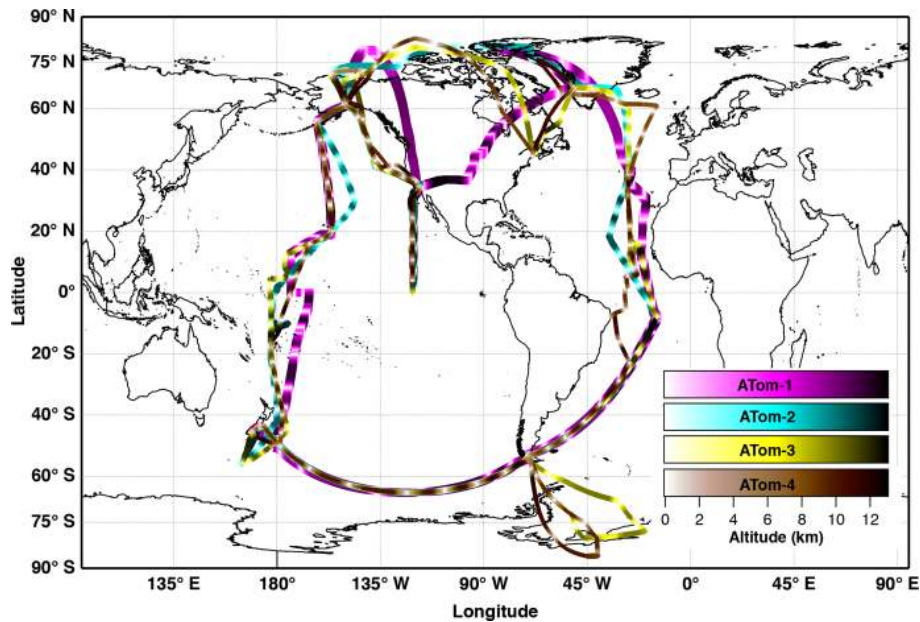 90° N
75° N
60° N
40° N
20° N
0°
20° S
40° S
60° S
75° S
90° S
Latitude
135° E
180°
135° W
90° W
45° W
0°
45° E
90° E
Longitude
ATom-1
ATom-2
ATom-3
ATom-4
0 2 4 6 8 10 12
Altitude (km)